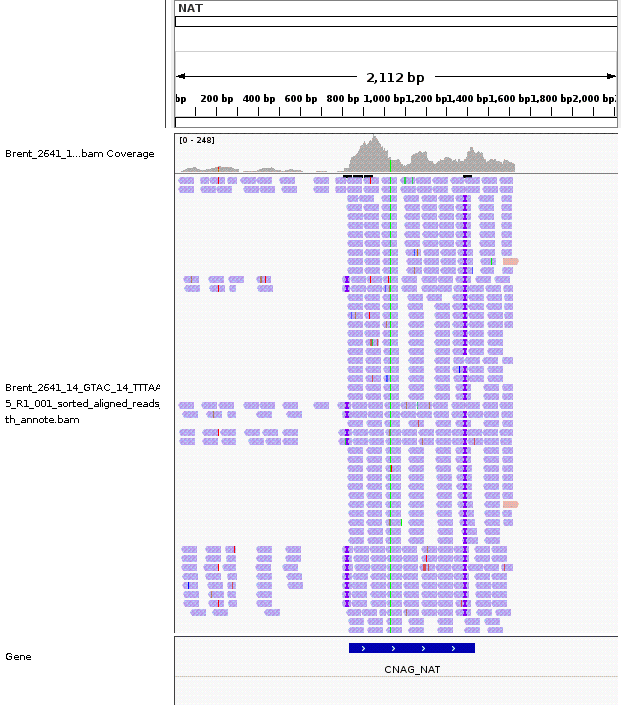 NAT
2,112 bp
bp 200 bp 400 bp 600 bp 800 bp 1,000 bp 1,200 bp 1,400 bp 1,600 bp 1,800 bp 2,000 bp
[0 - 248]
Brent_2641_1...bam Coverage
Brent_2641_14_GTAC_14_TTTAA
5_R1_001_sorted_aligned_reads_
th_annote.bam
Gene
CNAG_NAT